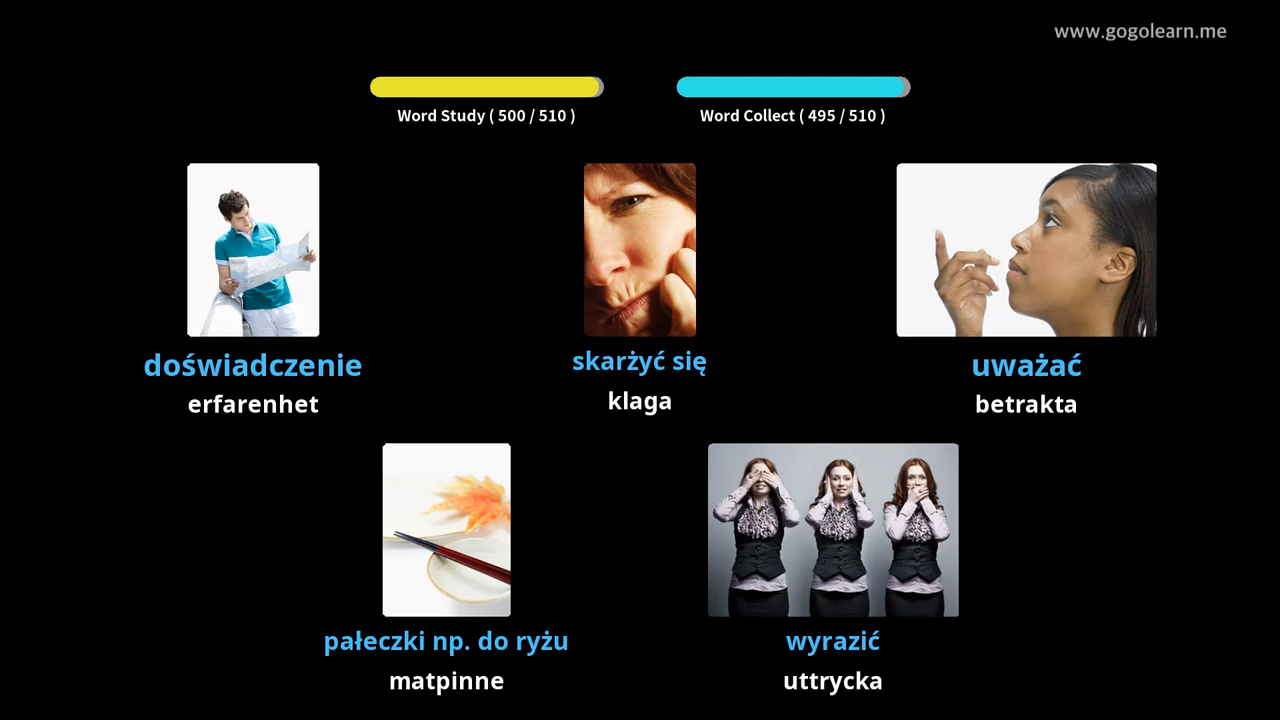 www.gogolearn.me
Word Study ( 500 / 510 )
Word Collect ( 495 / 510 )
doświadczenie
erfarenhet
skarżyć się
klaga
uważać
betrakta
pałeczki np. do ryżu
matpinne
wyrazić
uttrycka